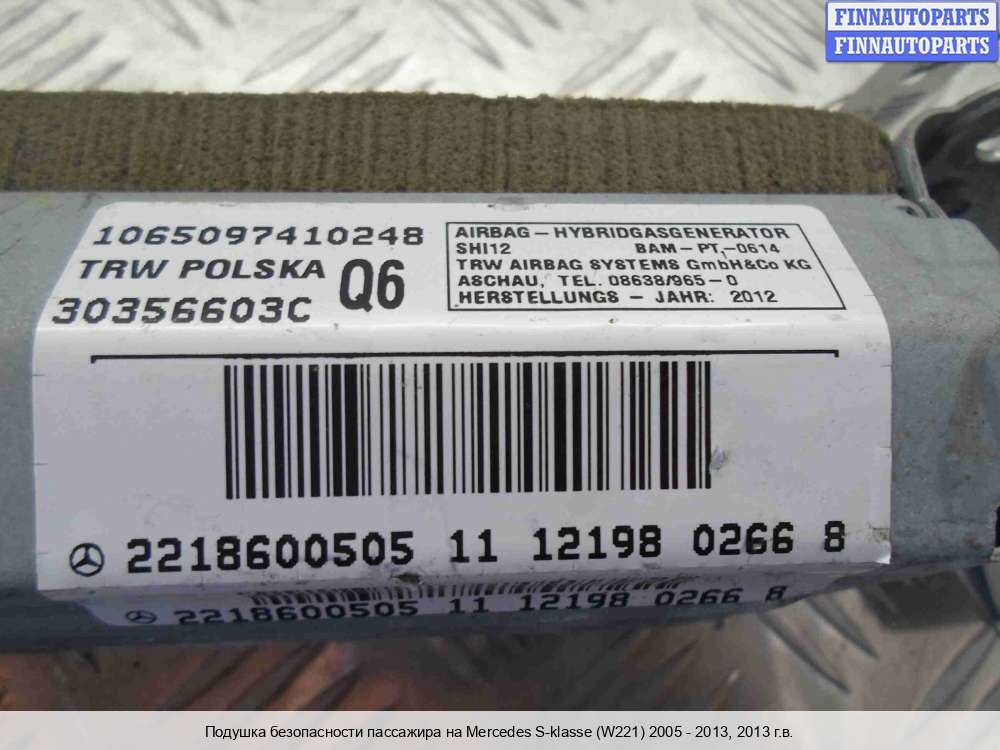 FINNAUTOPARTS
FINNAUTOPARTS
1065097410248
TRW POLSKA Q6
30356603C
AIRBAG - HYBRIDGASGENERATOR
SHI12 BAM-PT,-0614
TRW AIRBAG SYSTEMS GmbH&Co KG
ASCHAU, TEL. 08638/965-0
HERSTELLUNGS - JAHR: 2012
2218600505 11 12198 0266 8
2218600505 11 12198 0266 8
Подушка безопасности пассажира на Mercedes S-klasse (W221) 2005 - 2013, 2013 г.в.